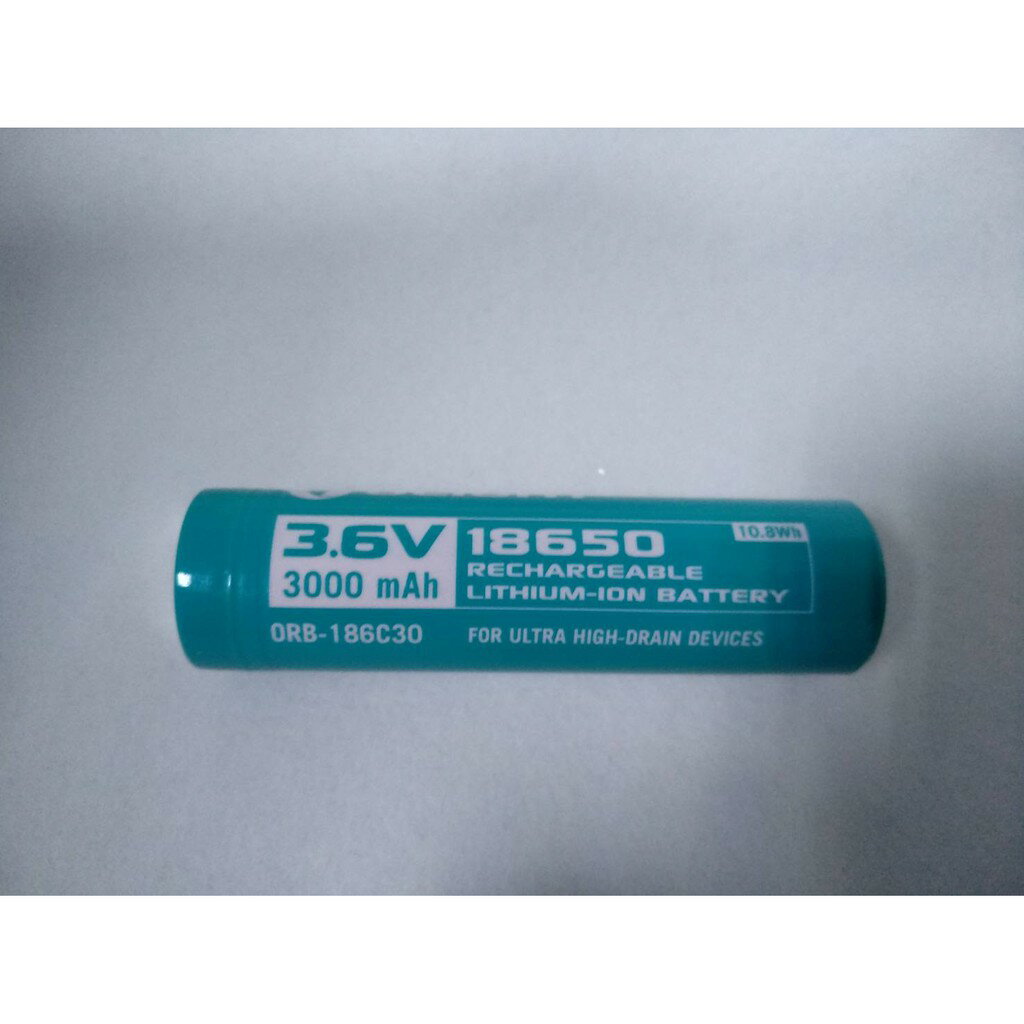 3.6V
3000 mAh
18650
RECHARGEABLE
LITHIUM-ION BATTERY
10.8Wh
ORB-186C30
FOR ULTRA HIGH-DRAIN DEVICES